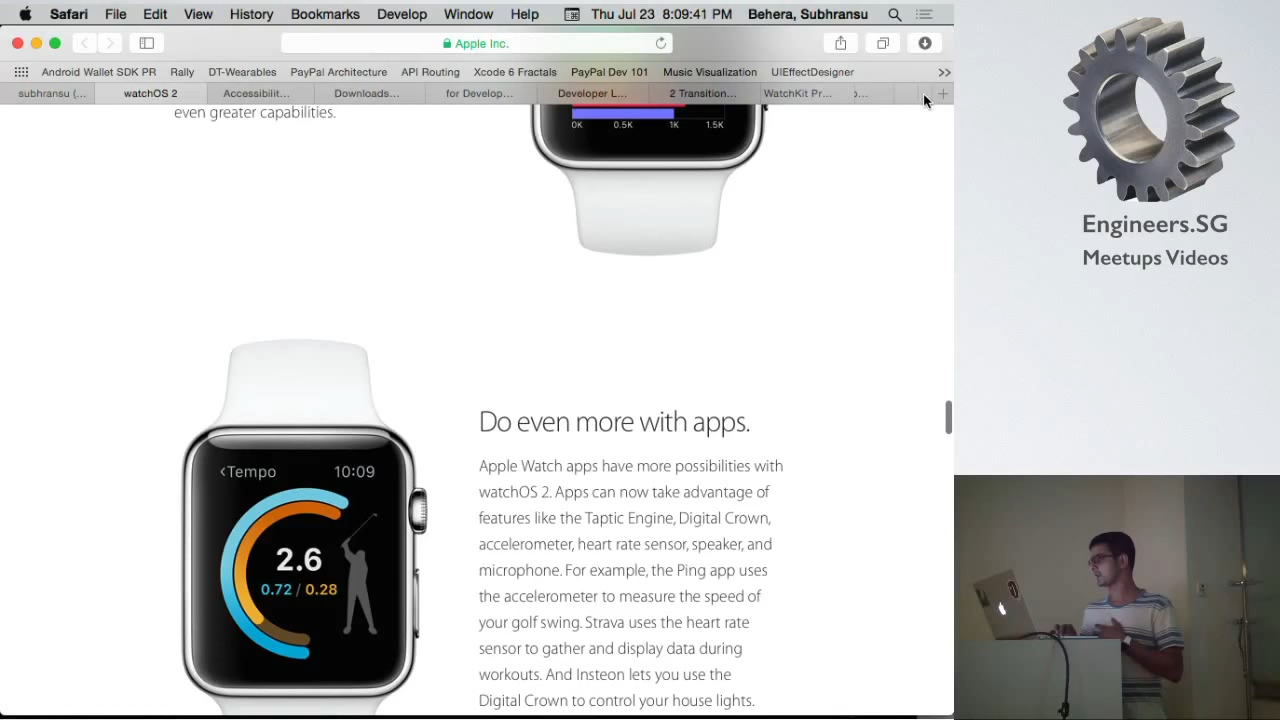 Safari File Edit View History Bookmarks Develop Window Help Thu Jul 23 8:09:41 PM Behera, Subhransu
Apple Inc.
Android Wallet SDK PR Rally DT-Wearables PayPal Architecture API Routing Xcode 6 Fractals PayPal Dev 101 Music Visualization UIEffectDesigner >>
subhransu (... watchOS 2 Accessibilit... Downloads... for Develop... Developer L... 2 Transition... WatchKit Pr... +
even greater capabilities.
0K 0.5K 1K 1.5K
Engineers.SG
Meetups Videos
<Tempo 10:09
2.6
0.72 / 0.28
Do even more with apps.
Apple Watch apps have more possibilities with
watchOS 2. Apps can now take advantage of
features like the Taptic Engine, Digital Crown,
accelerometer, heart rate sensor, speaker, and
microphone. For example, the Ping app uses
the accelerometer to measure the speed of
your golf swing. Strava uses the heart rate
sensor to gather and display data during
workouts. And Insteon lets you use the
Digital Crown to control your house lights.